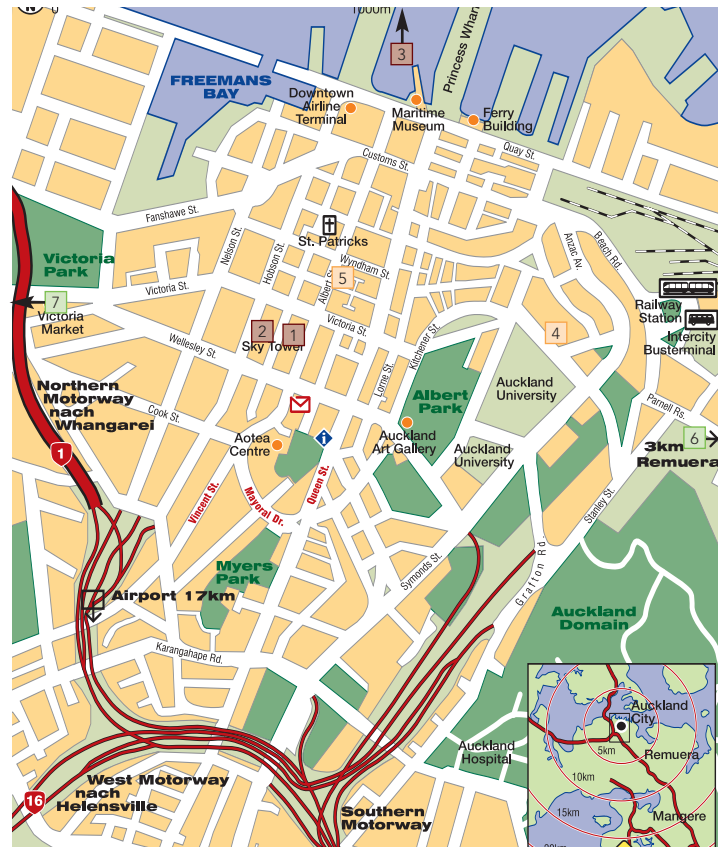 N
0
1000m
3
Princess Whar
FREEMANS
BAY
Downtown
Airline
Terminal
Maritime
Museum
Ferry
Building
Quay St.
Customs St.
Fanshawe St.
Nelson St.
Hobson St.
St. Patricks
Albert S
Wyndham St.
5
Anzac Av.
Beach Rd.
Victoria
Park
Victoria St.
7
Victoria
Market
Railway
Station
Intercity
Busterminal
2
1
Sky Tower
Victoria St.
Kitchener St.
4
Wellesley St.
Lorne St.
Northern
Motorway
nach
Whangarei
Albert
Park
Auckland
University
Parnell Rs.
Cook St.
Aotea
Centre
i
Auckland
Art Gallery
Auckland
University
6
3km
Remuera
1
Vincent St.
Mayoral Dr.
Queen St.
Stanley St.
Myers
Park
Symonds St.
Grafton Rd.
Airport 17km
Auckland
Domain
Karangahape Rd.
Auckland
City
5km
Remuera
Auckland
Hospital
10km
West Motorway
nach
Helensville
16
15km
Mangere
Southern
Motorway
20km